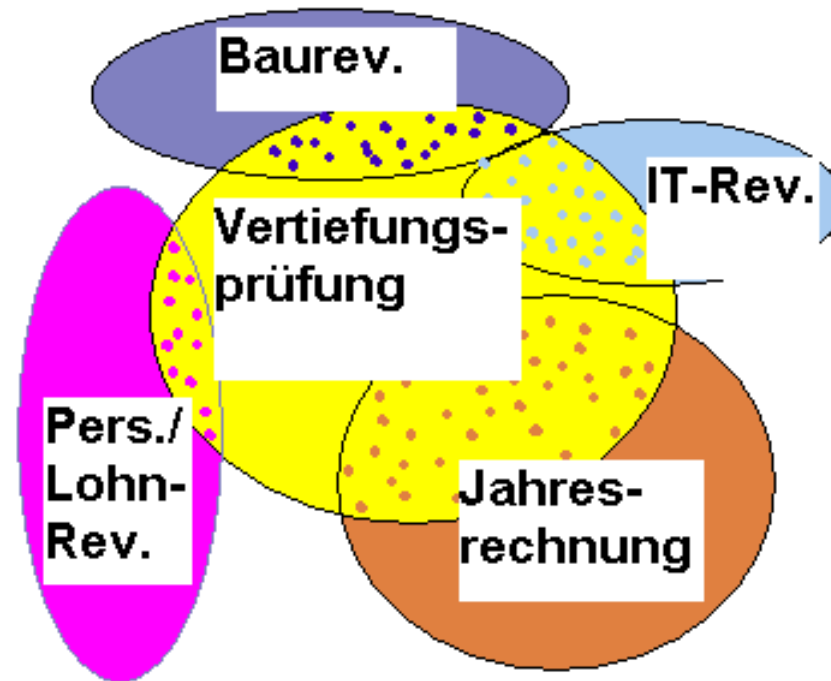 Baurev.
IT-Rev.
Vertiefungs-
prüfung
Pers./
Lohn-
Rev.
Jahres-
rechnung